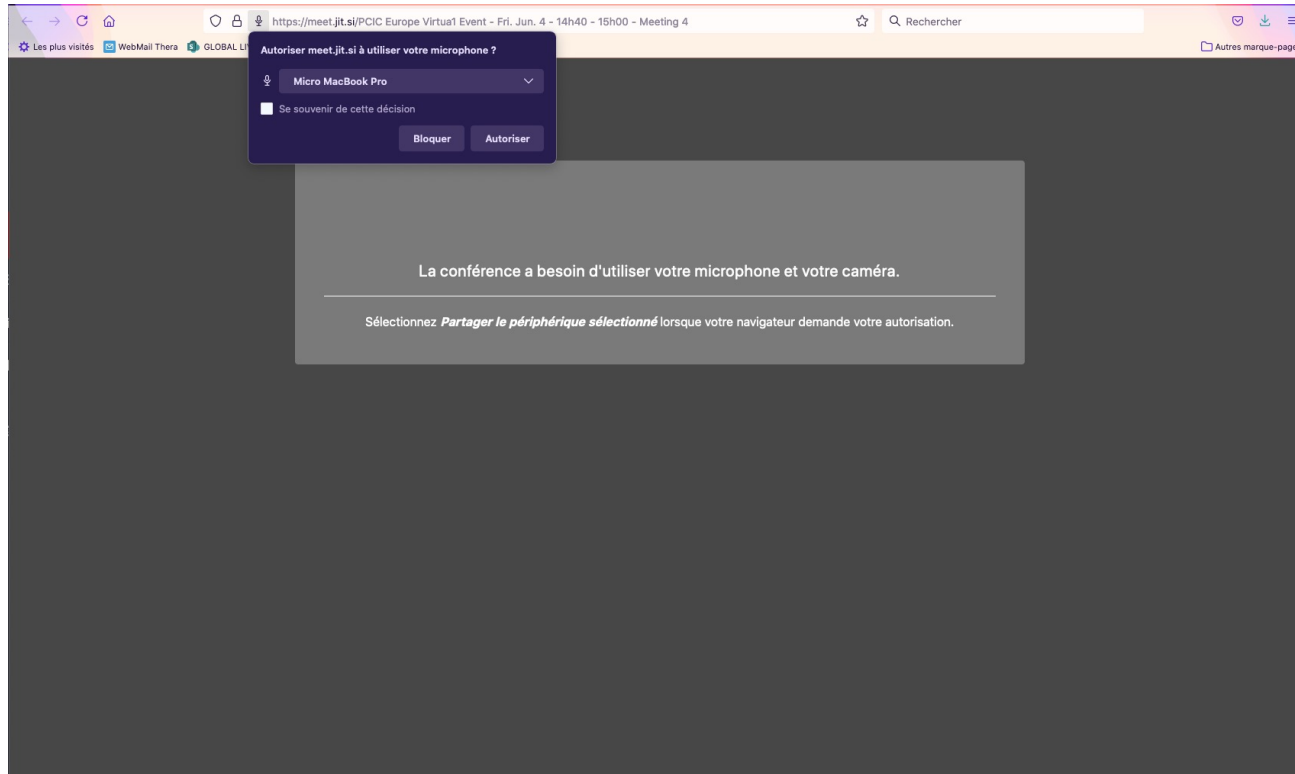 https://meet.jit.si/PCIC Europe Virtua1 Event - Fri. Jun. 4 - 14h40 - 15h00 - Meeting 4
Rechercher
Les plus visités
WebMail Thera
GLOBAL
Autres marque-page
Autoriser meet.jit.si à utiliser votre microphone ?
Micro MacBook Pro
Se souvenir de cette décision
Bloquer
Autoriser
La conférence a besoin d'utiliser votre microphone et votre caméra.
Sélectionnez Partager le périphérique sélectionné lorsque votre navigateur demande votre autorisation.